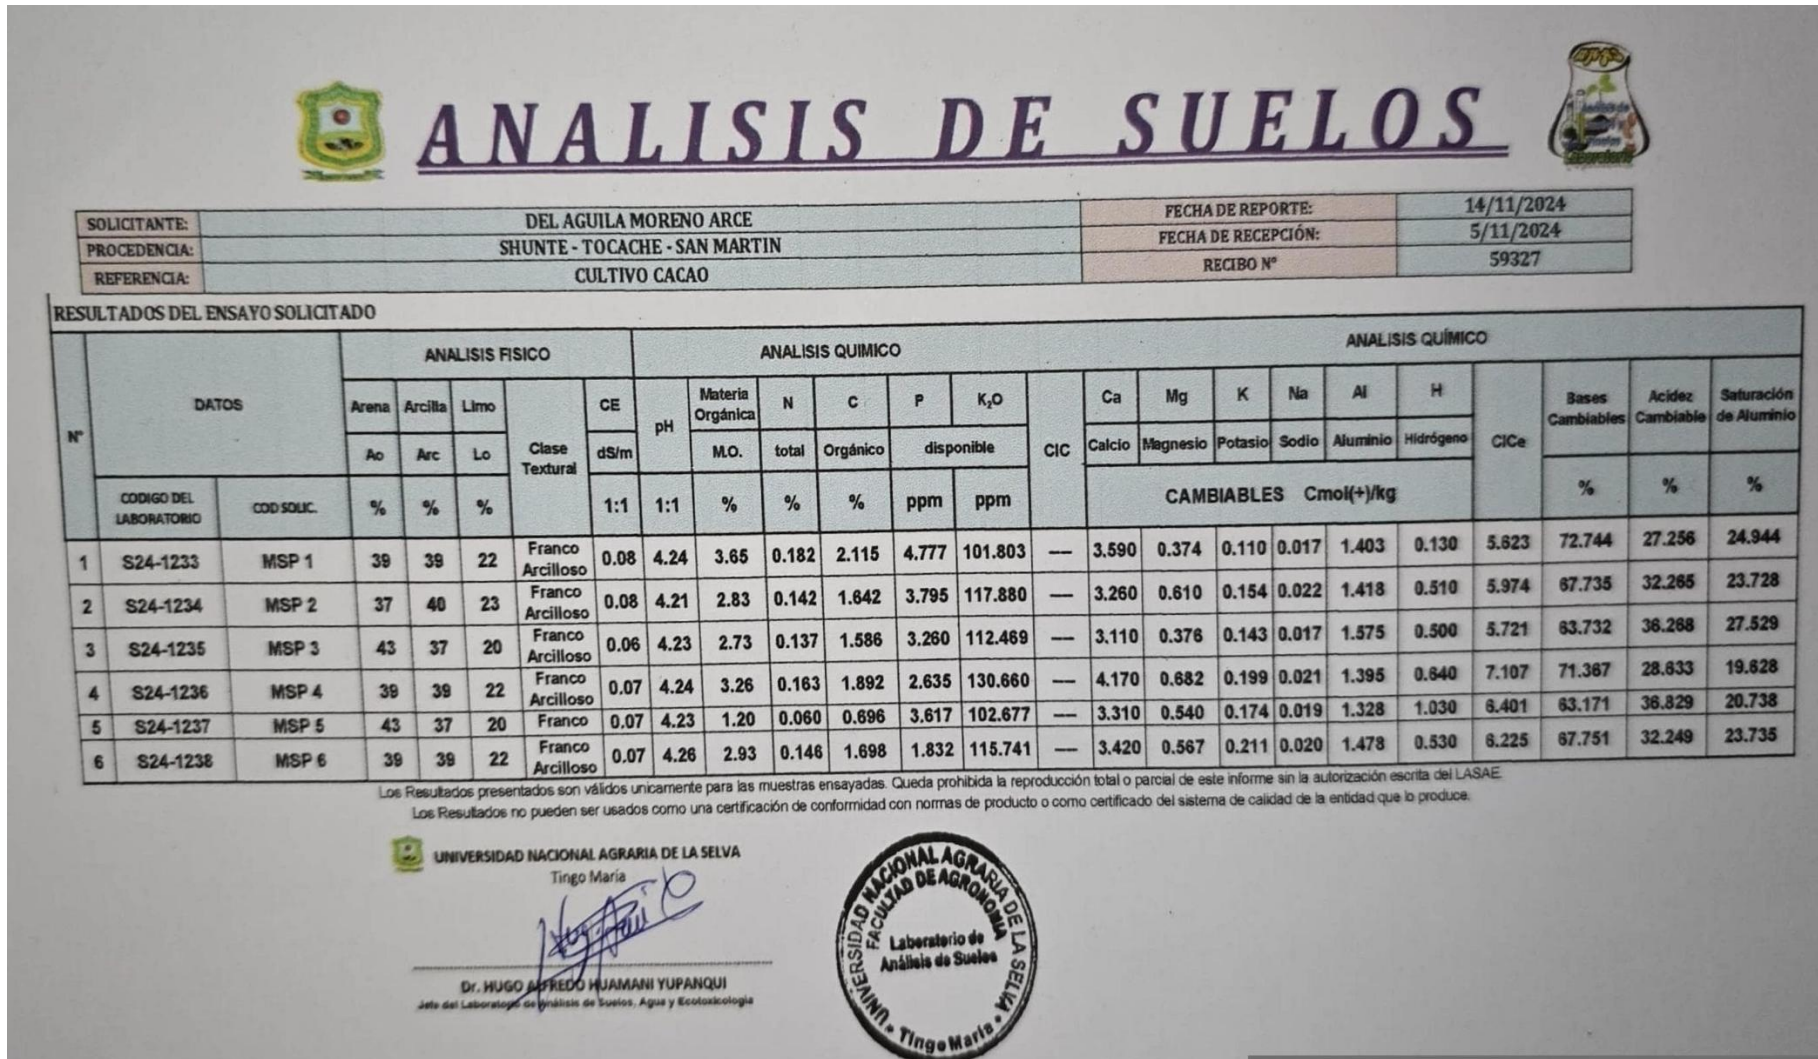 ANALISIS DE SUELOS
SOLICITANTE: DEL AGUILA MORENO ARCE FECHA DE REPORTE: 14/11/2024
PROCEDENCIA: SHUNTE - TOCACHE - SAN MARTIN FECHA DE RECEPCIÓN: 5/11/2024
REFERENCIA: CULTIVO CACAO RECIBO Nº 59327
RESULTADOS DEL ENSAYO SOLICITADO
ANALISIS FISICO ANALISIS QUIMICO ANALISIS QUÍMICO
N° DATOS Arena Arcilla Limo Clase Textural CE pH Materia Orgánica N C P K₂O CIC Ca Mg K Na Al H CICe Bases Cambiables Acidez Cambiable Saturación de Aluminio
Ao Arc Lo dS/m M.O. total Orgánico disponible Calcio Magnesio Potasio Sodio Aluminio Hidrógeno
CODIGO DEL LABORATORIO COD SOLIC. % % % 1:1 1:1 % % % ppm ppm CAMBIABLES Cmol(+)/kg % % %
1 S24-1233 MSP 1 39 39 22 Franco Arcilloso 0.08 4.24 3.65 0.182 2.115 4.777 101.803 --- 3.590 0.374 0.110 0.017 1.403 0.130 5.623 72.744 27.256 24.944
2 S24-1234 MSP 2 37 40 23 Franco Arcilloso 0.08 4.21 2.83 0.142 1.642 3.795 117.880 --- 3.260 0.610 0.154 0.022 1.418 0.510 5.974 67.735 32.265 23.728
3 S24-1235 MSP 3 43 37 20 Franco Arcilloso 0.06 4.23 2.73 0.137 1.586 3.260 112.469 --- 3.110 0.376 0.143 0.017 1.575 0.500 5.721 63.732 36.268 27.529
4 S24-1236 MSP 4 39 39 22 Franco Arcilloso 0.07 4.24 3.26 0.163 1.892 2.635 130.660 --- 4.170 0.682 0.199 0.021 1.395 0.640 7.107 71.367 28.633 19.628
5 S24-1237 MSP 5 43 37 20 Franco 0.07 4.23 1.20 0.060 0.696 3.617 102.677 --- 3.310 0.540 0.174 0.019 1.328 1.030 6.401 63.171 36.829 20.738
6 S24-1238 MSP 6 39 39 22 Franco Arcilloso 0.07 4.26 2.93 0.146 1.698 1.832 115.741 --- 3.420 0.567 0.211 0.020 1.478 0.530 6.225 67.751 32.249 23.735
Los Resultados presentados son válidos unicamente para las muestras ensayadas. Queda prohibida la reproducción total o parcial de este informe sin la autorización escrita del LASAE.
Los Resultados no pueden ser usados como una certificación de conformidad con normas de producto o como certificado del sistema de calidad de la entidad que lo produce.
UNIVERSIDAD NACIONAL AGRARIA DE LA SELVA
Tingo María
Dr. HUGO ALFREDO HUAMANI YUPANQUI
Jefe del Laboratorio de Análisis de Suelos, Agua y Ecotoxicologia
UNIVERSIDAD NACIONAL AGRARIA DE LA SELVA
FACULTAD DE AGRONOMIA
Laboratorio de
Análisis de Suelos
Tingo Maria